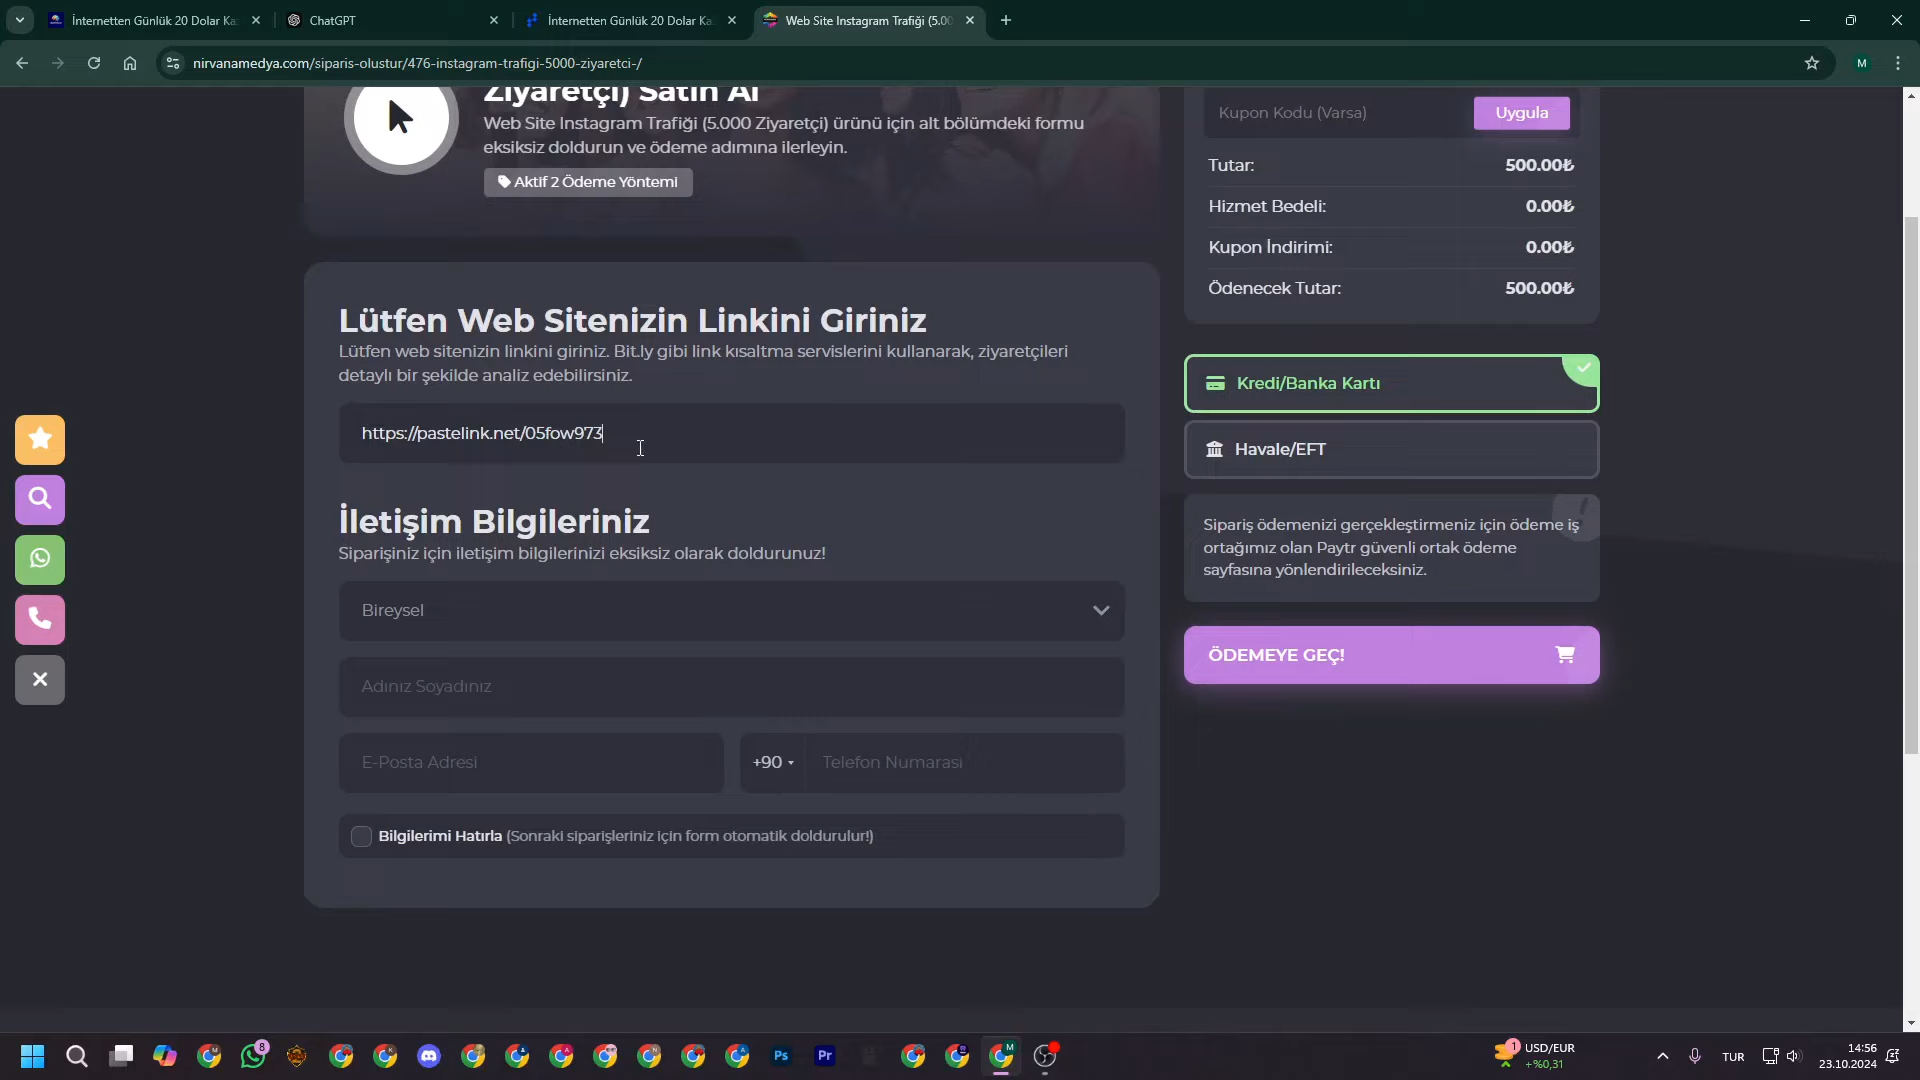 İnternetten Günlük 20 Dolar Ka
ChatGPT
İnternetten Günlük 20 Dolar Ka
Web Site Instagram Trafiği (5.00
nirvanamedya.com/siparis-olustur/476-instagram-trafigi-5000-ziyaretci-/
M
Ziyaretçi) Satın Al
Web Site Instagram Trafiği (5.000 Ziyaretçi) ürünü için alt bölümdeki formu
eksiksiz doldurun ve ödeme adımına ilerleyin.
Aktif 2 Ödeme Yöntemi
Lütfen Web Sitenizin Linkini Giriniz
Lütfen web sitenizin linkini giriniz. Bit.ly gibi link kısaltma servislerini kullanarak, ziyaretçileri
detaylı bir şekilde analiz edebilirsiniz.
https://pastelink.net/05fow973
İletişim Bilgileriniz
Siparişiniz için iletişim bilgilerinizi eksiksiz olarak doldurunuz!
Bireysel
Adınız Soyadınız
E-Posta Adresi
+90
Telefon Numarası
Bilgilerimi Hatırla (Sonraki siparişleriniz için form otomatik doldurulur!)
Kupon Kodu (Varsa)
Uygula
Tutar: 500.00₺
Hizmet Bedeli: 0.00₺
Kupon İndirimi: 0.00₺
Ödenecek Tutar: 500.00₺
Kredi/Banka Kartı
Havale/EFT
Sipariş ödemenizi gerçekleştirmeniz için ödeme iş
ortağımız olan Paytr güvenli ortak ödeme
sayfasına yönlendirileceksiniz.
ÖDEMEYE GEÇ!
8
Ps
Pr
M
1
USD/EUR
+%0,31
TUR
14:56
23.10.2024